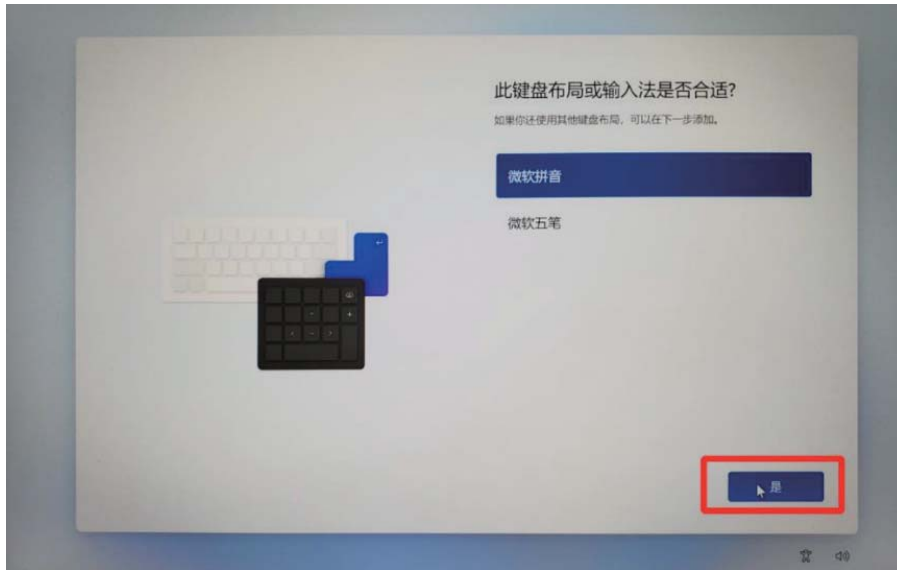 此键盘布局或输入法是否合适?
如果你还使用其他键盘布局，可以在下一步添加。
微软拼音
微软五笔
是